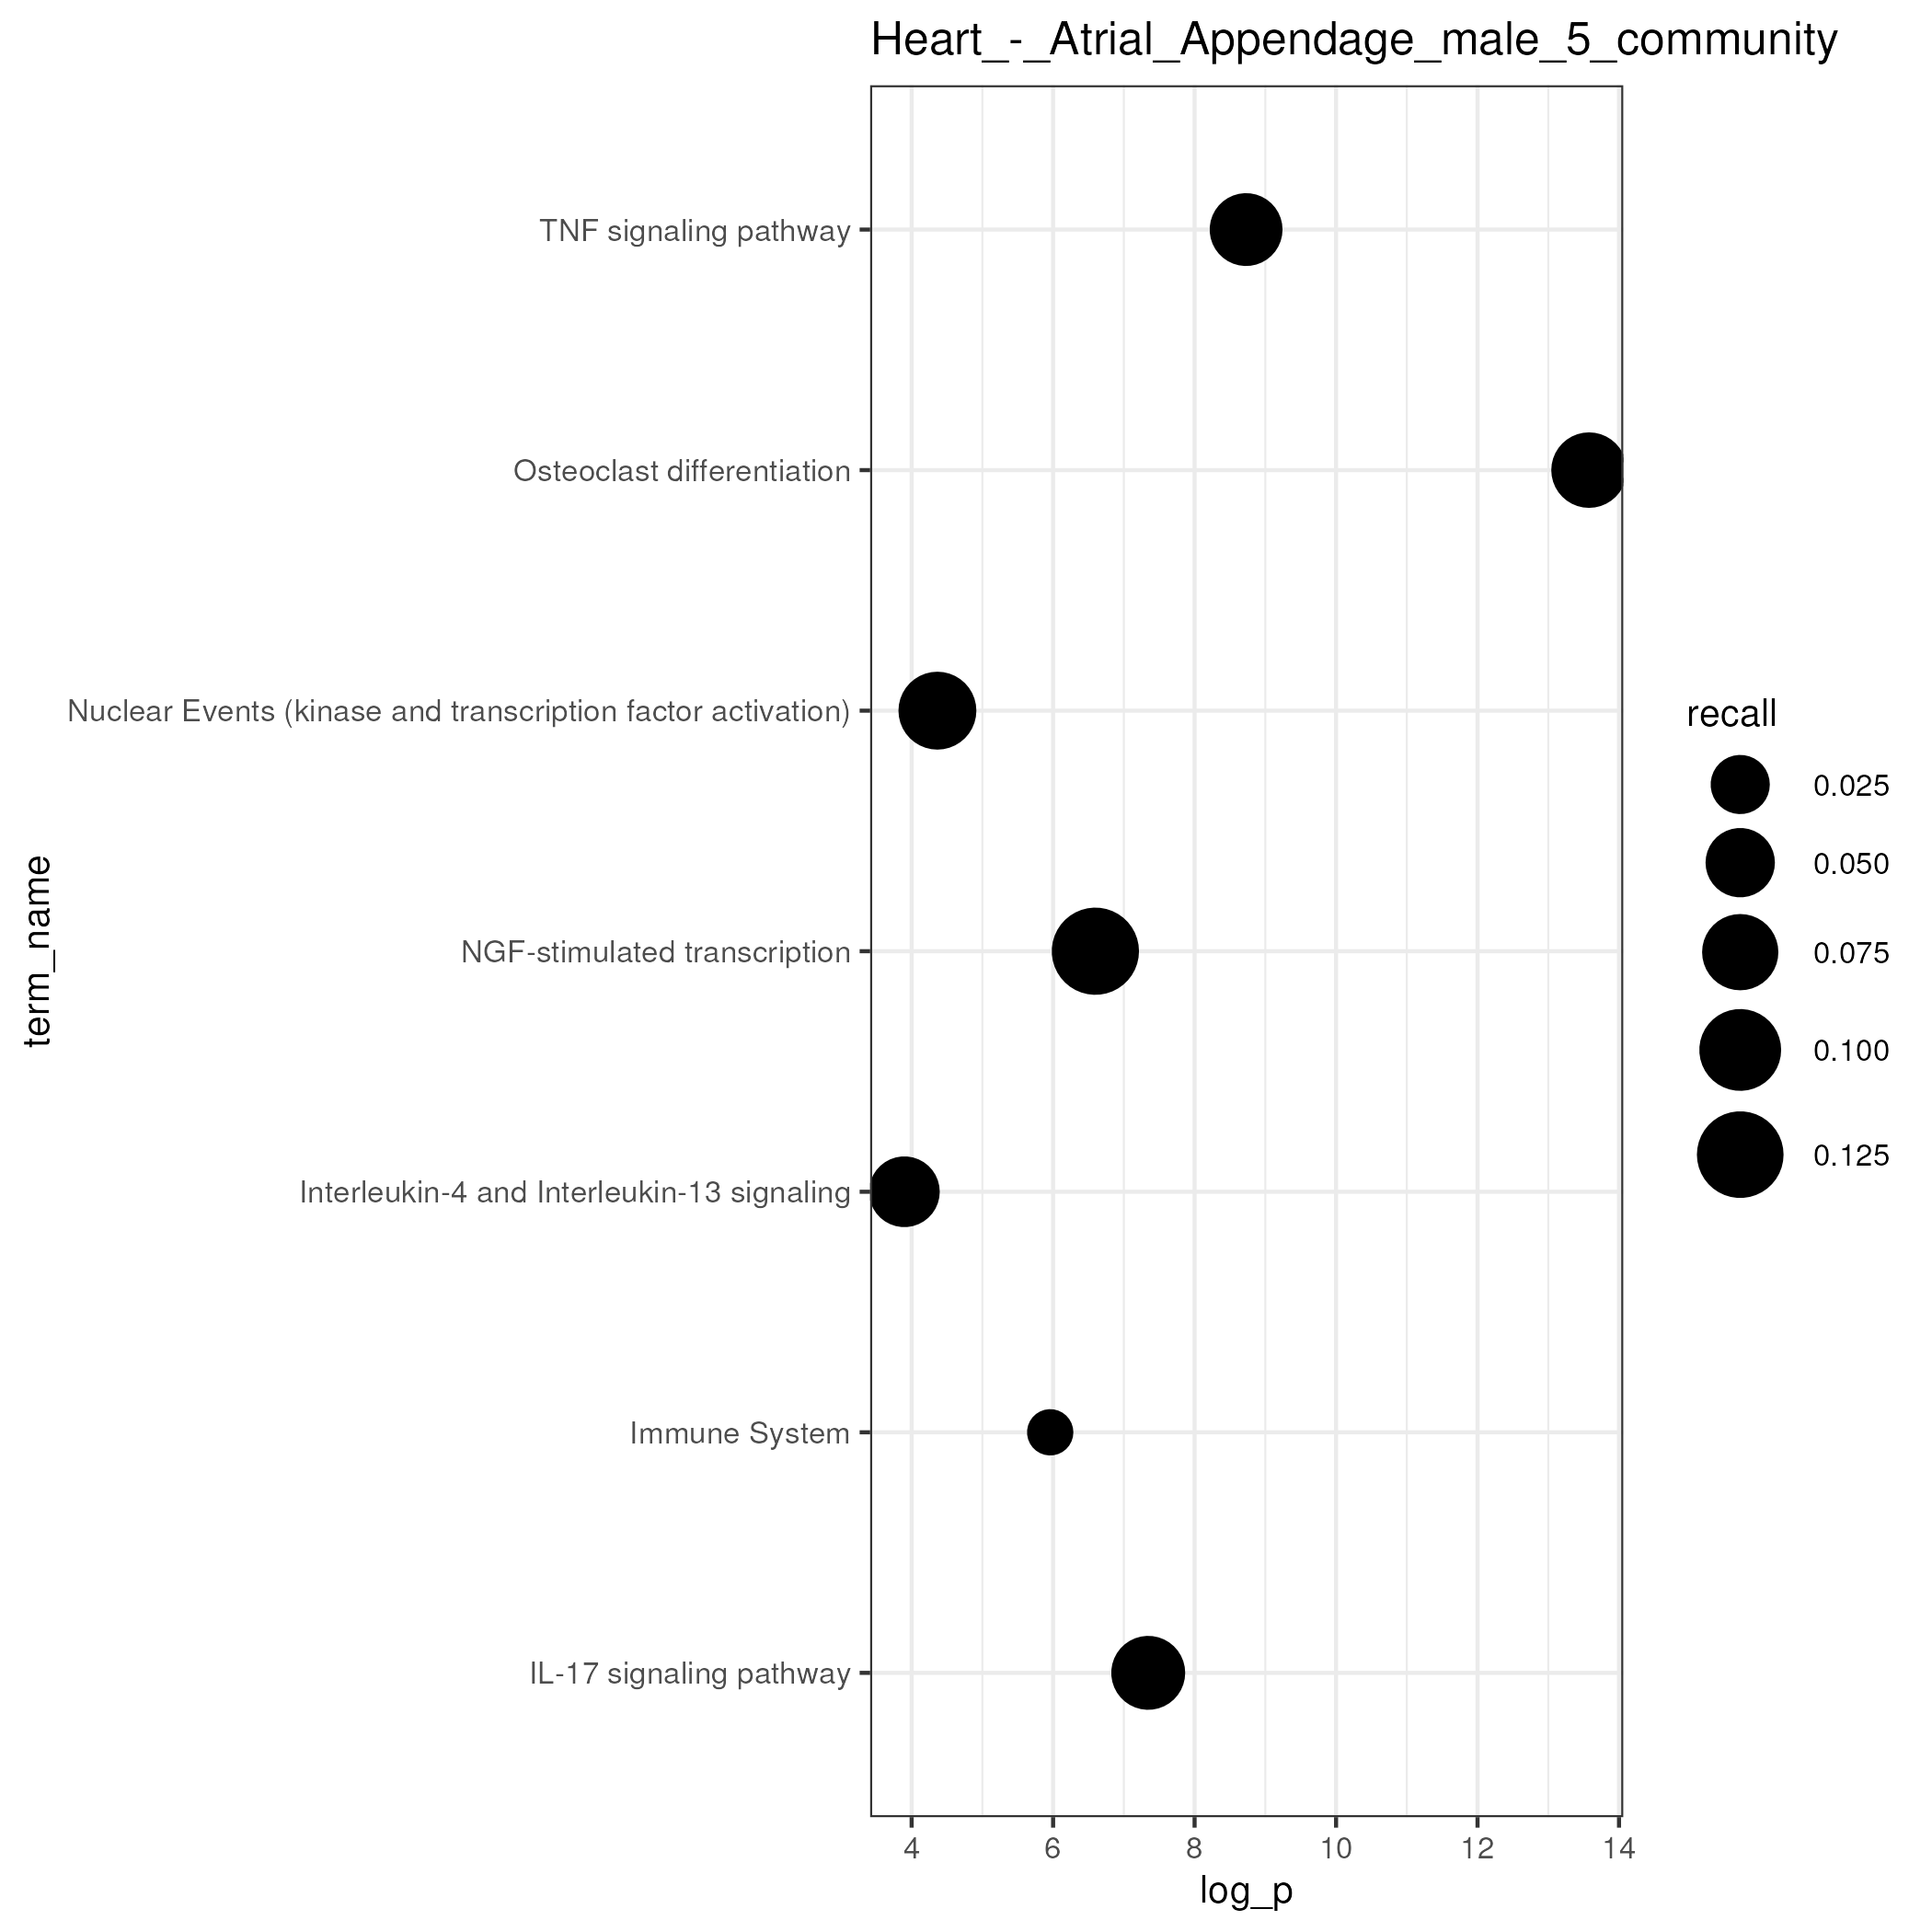 Heart_-_Atrial_Appendage_male_5_community
TNF signaling pathway
Osteoclast differentiation
Nuclear Events (kinase and transcription factor activation)
NGF-stimulated transcription
Interleukin-4 and Interleukin-13 signaling
Immune System
IL-17 signaling pathway
term_name
4 6 8 10 12 14
log_p
recall
0.025
0.050
0.075
0.100
0.125